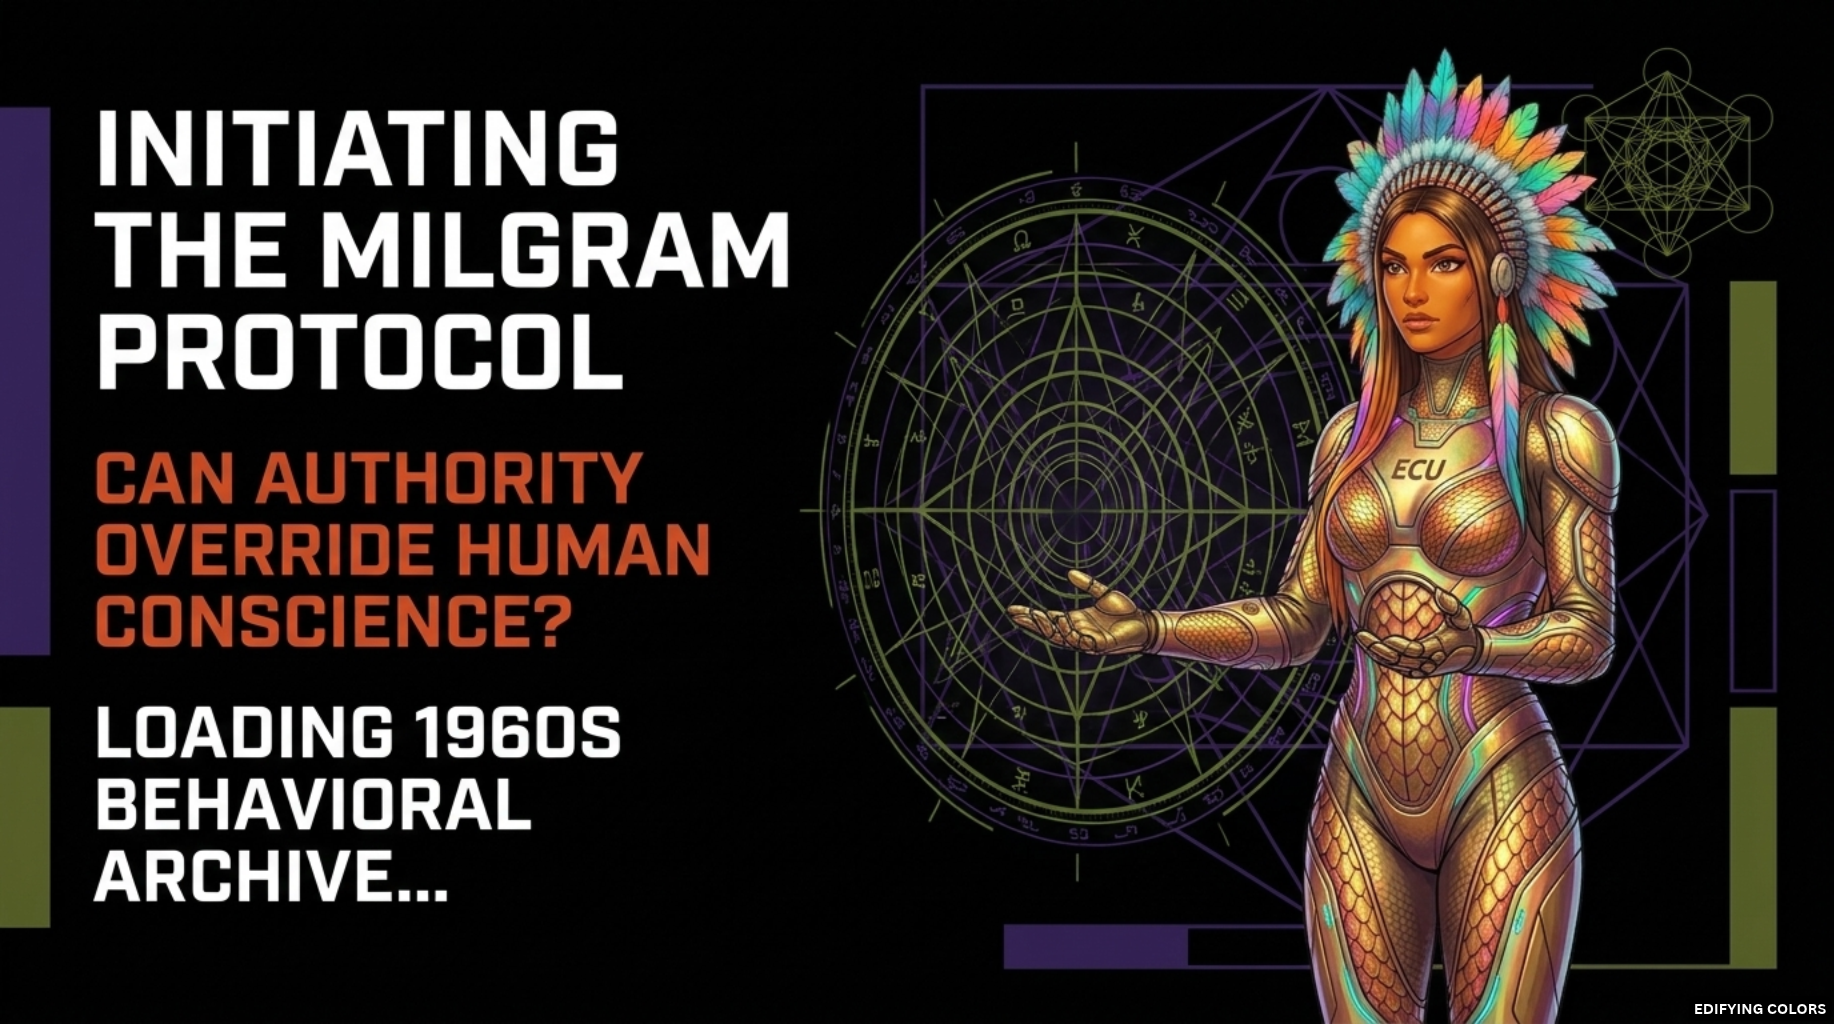 INITIATING
THE MILGRAM
PROTOCOL
CAN AUTHORITY
OVERRIDE HUMAN
CONSCIENCE?
LOADING 1960S
BEHAVIORAL
ARCHIVE...
ECU
EDIFYING COLORS